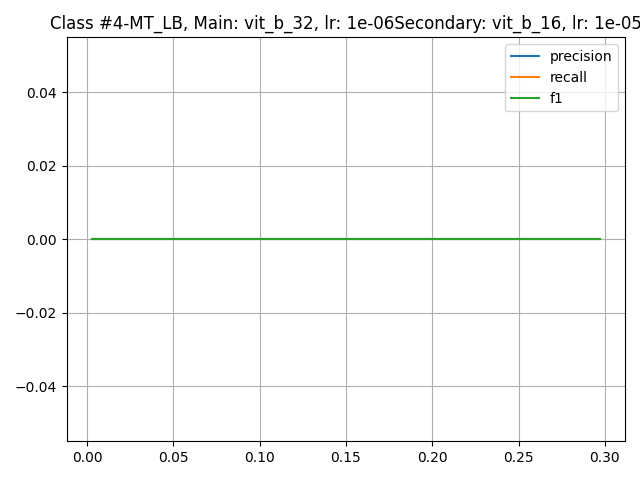 Class #4-MT_LB, Main: vit_b_32, lr: 1e-06Secondary: vit_b_16, lr: 1e-05
precision
recall
f1
0.04
0.02
0.00
−0.02
−0.04
0.00 0.05 0.10 0.15 0.20 0.25 0.30